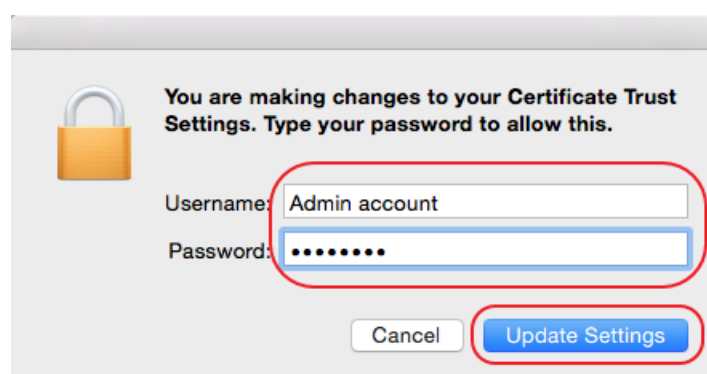 You are making changes to your Certificate Trust
Settings. Type your password to allow this.
Username: Admin account
Password: ••••••••
Cancel Update Settings